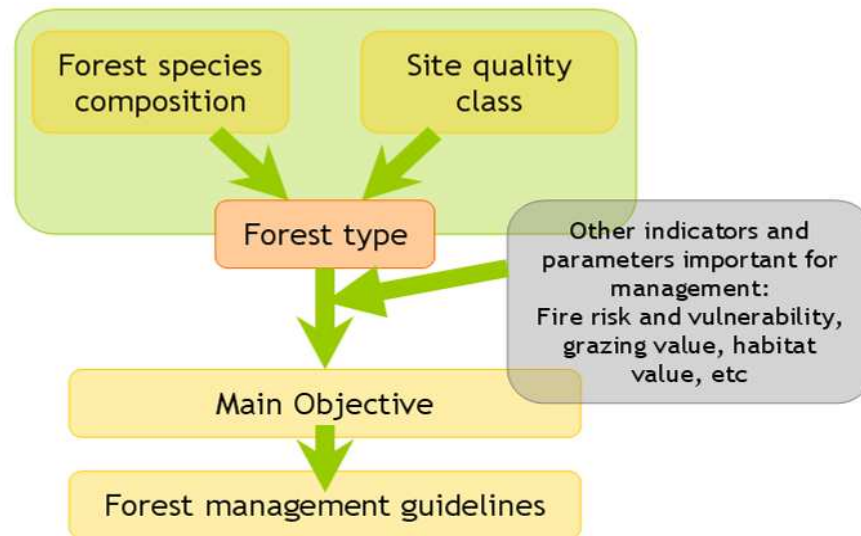 Forest species
composition
Site quality
class
Forest type
Other indicators and
parameters important for
management:
Fire risk and vulnerability,
grazing value, habitat
value, etc
Main Objective
Forest management guidelines